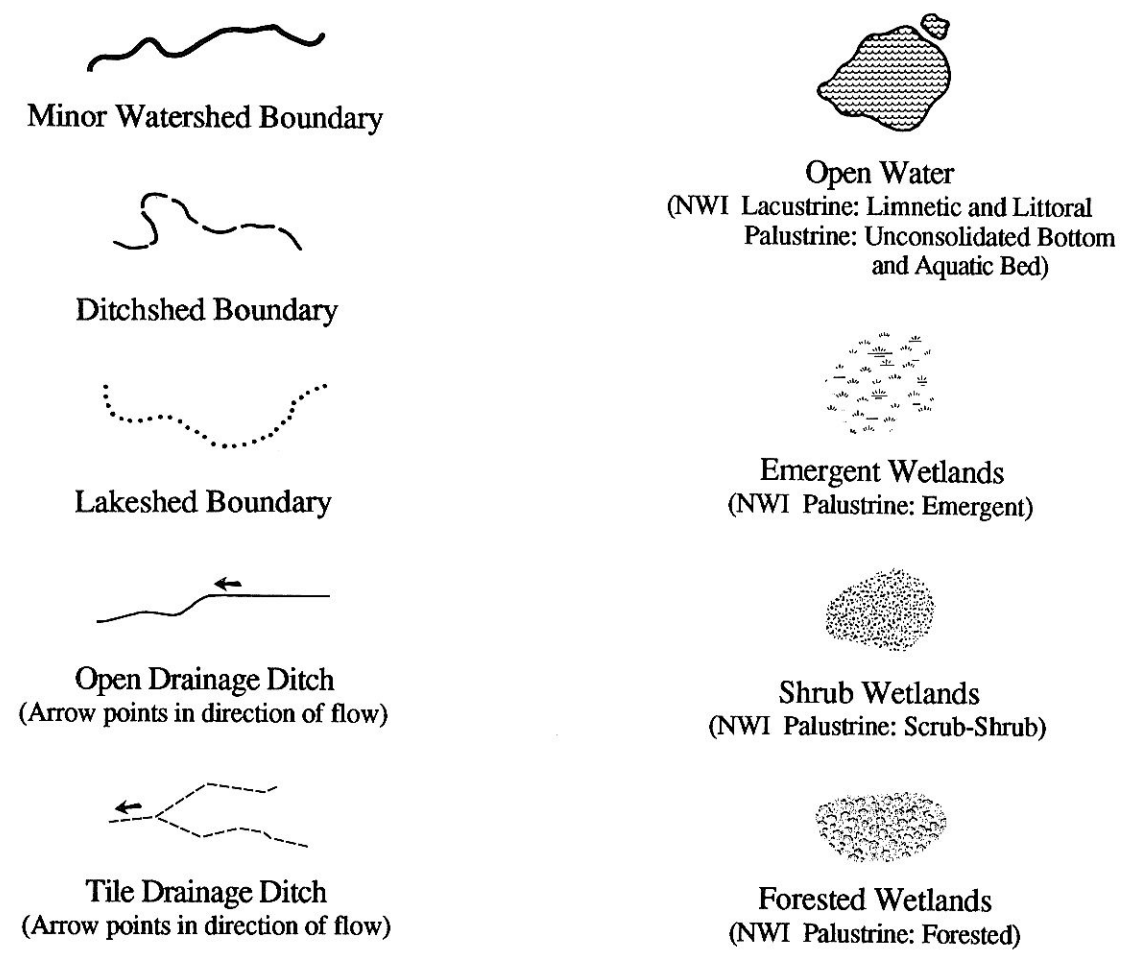 Minor Watershed Boundary
Ditchshed Boundary
Lakeshed Boundary
Open Drainage Ditch
(Arrow points in direction of flow)
Tile Drainage Ditch
(Arrow points in direction of flow)
Open Water
(NWI Lacustrine: Limnetic and Littoral
Palustrine: Unconsolidated Bottom
and Aquatic Bed)
Emergent Wetlands
(NWI Palustrine: Emergent)
Shrub Wetlands
(NWI Palustrine: Scrub-Shrub)
Forested Wetlands
(NWI Palustrine: Forested)